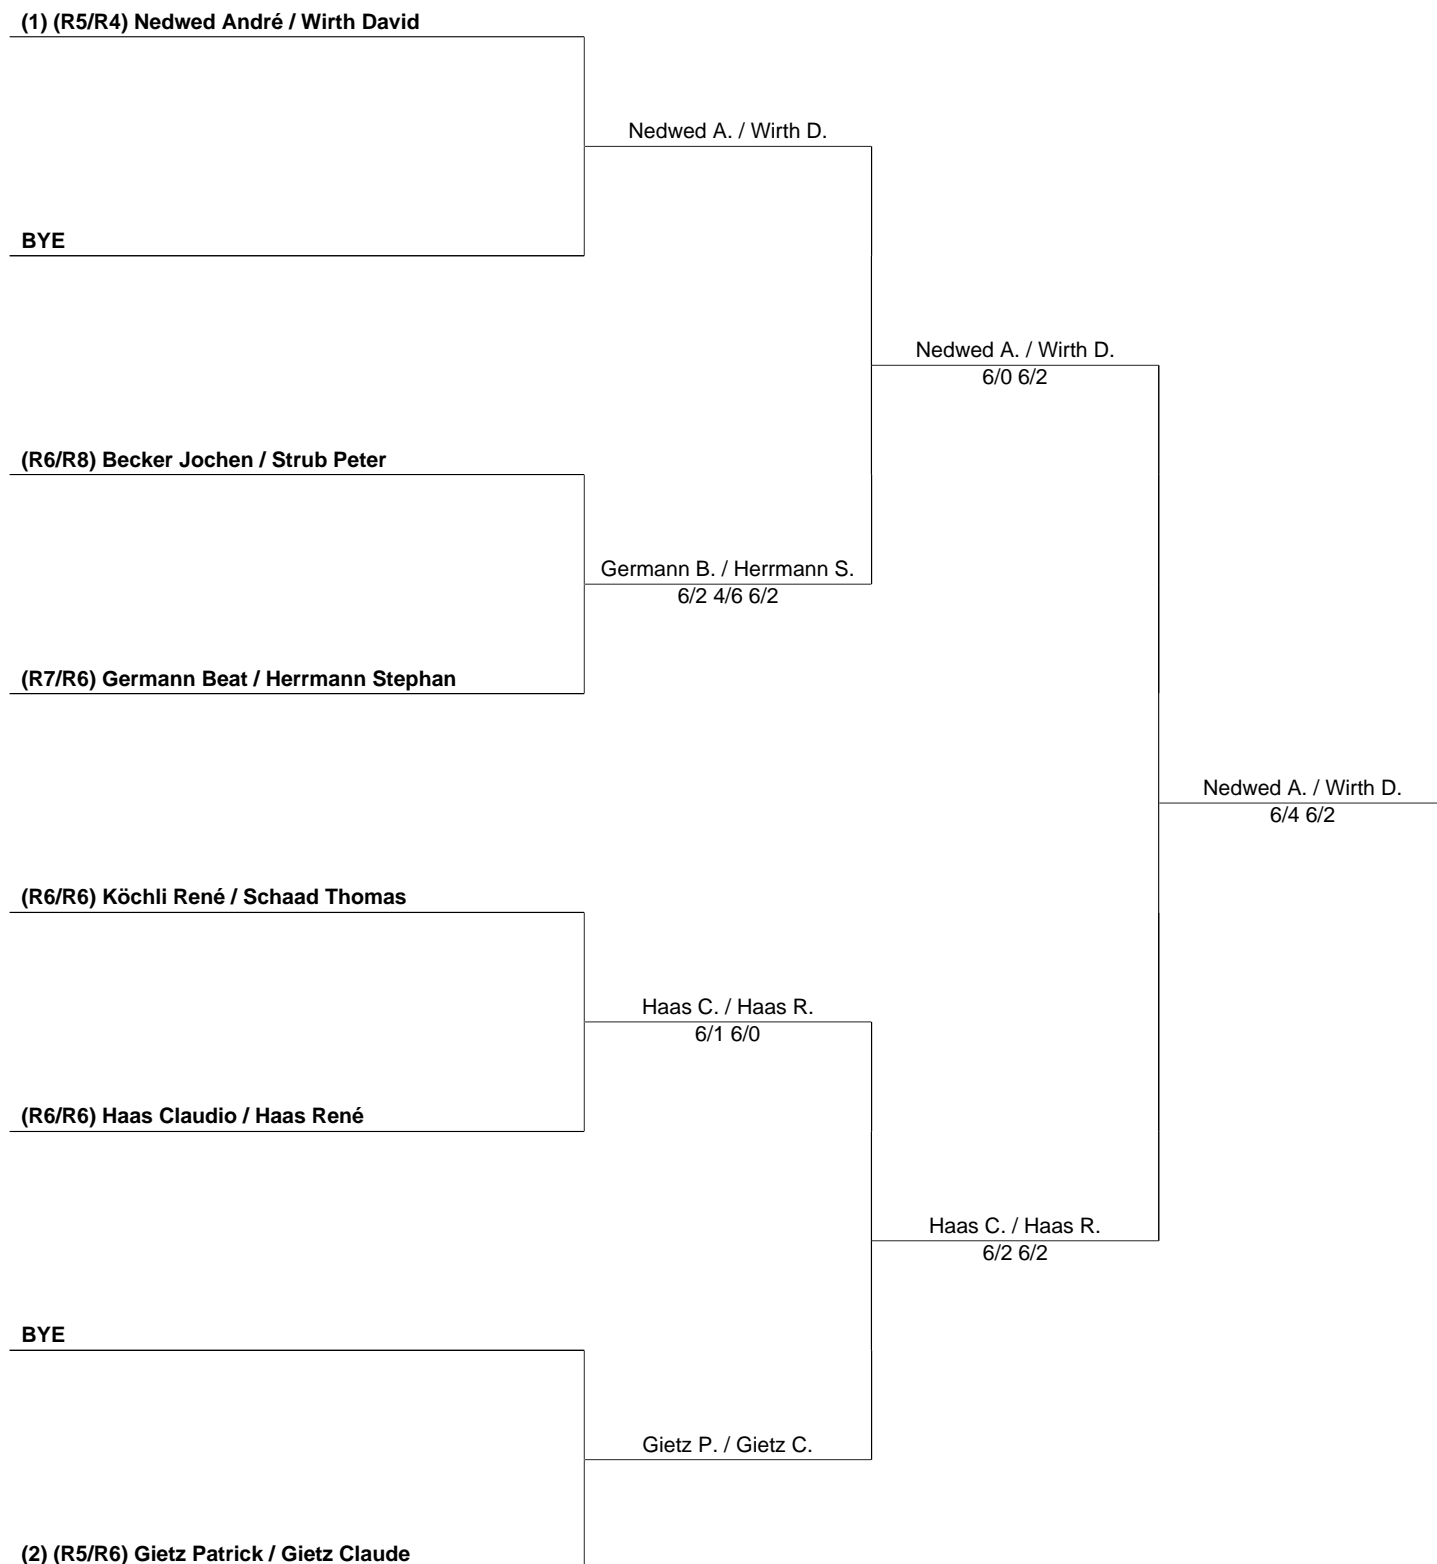 (1) (R5/R4) Nedwed André / Wirth David
Nedwed A. / Wirth D.
BYE
Nedwed A. / Wirth D.
6/0 6/2
(R6/R8) Becker Jochen / Strub Peter
Germann B. / Herrmann S.
6/2 4/6 6/2
(R7/R6) Germann Beat / Herrmann Stephan
Nedwed A. / Wirth D.
6/4 6/2
(R6/R6) Köchli René / Schaad Thomas
Haas C. / Haas R.
6/1 6/0
(R6/R6) Haas Claudio / Haas René
Haas C. / Haas R.
6/2 6/2
BYE
Gietz P. / Gietz C.
(2) (R5/R6) Gietz Patrick / Gietz Claude